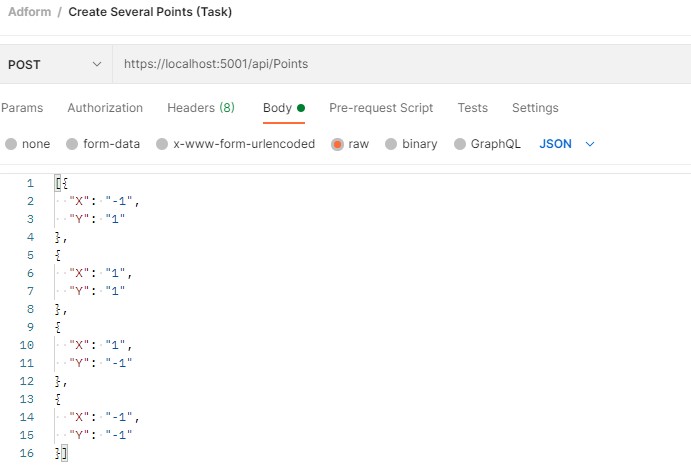 Adform / Create Several Points (Task)
POST https://localhost:5001/api/Points
Params Authorization Headers (8) Body Pre-request Script Tests Settings
none form-data x-www-form-urlencoded raw binary GraphQL JSON
1 [{
2 "X": "-1",
3 "Y": "1"
4 },
5 {
6 "X": "1",
7 "Y": "1"
8 },
9 {
10 "X": "1",
11 "Y": "-1"
12 },
13 {
14 "X": "-1",
15 "Y": "-1"
16 }]